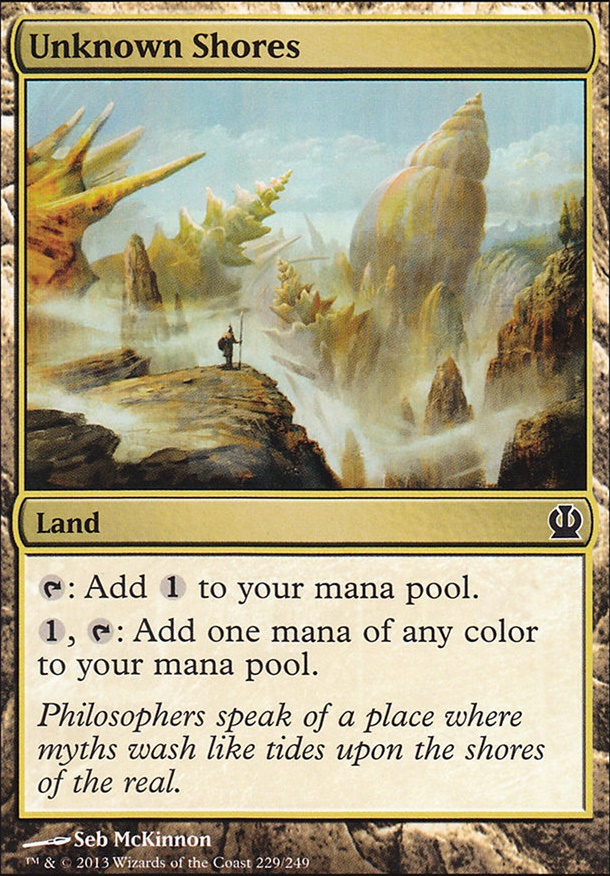 Unknown Shores
Land
: Add 1 to your mana pool.
1, : Add one mana of any color
to your mana pool.
Philosophers speak of a place where
myths wash like tides upon the shores
of the real.
Seb McKinnon
™ & © 2013 Wizards of the Coast 229/249